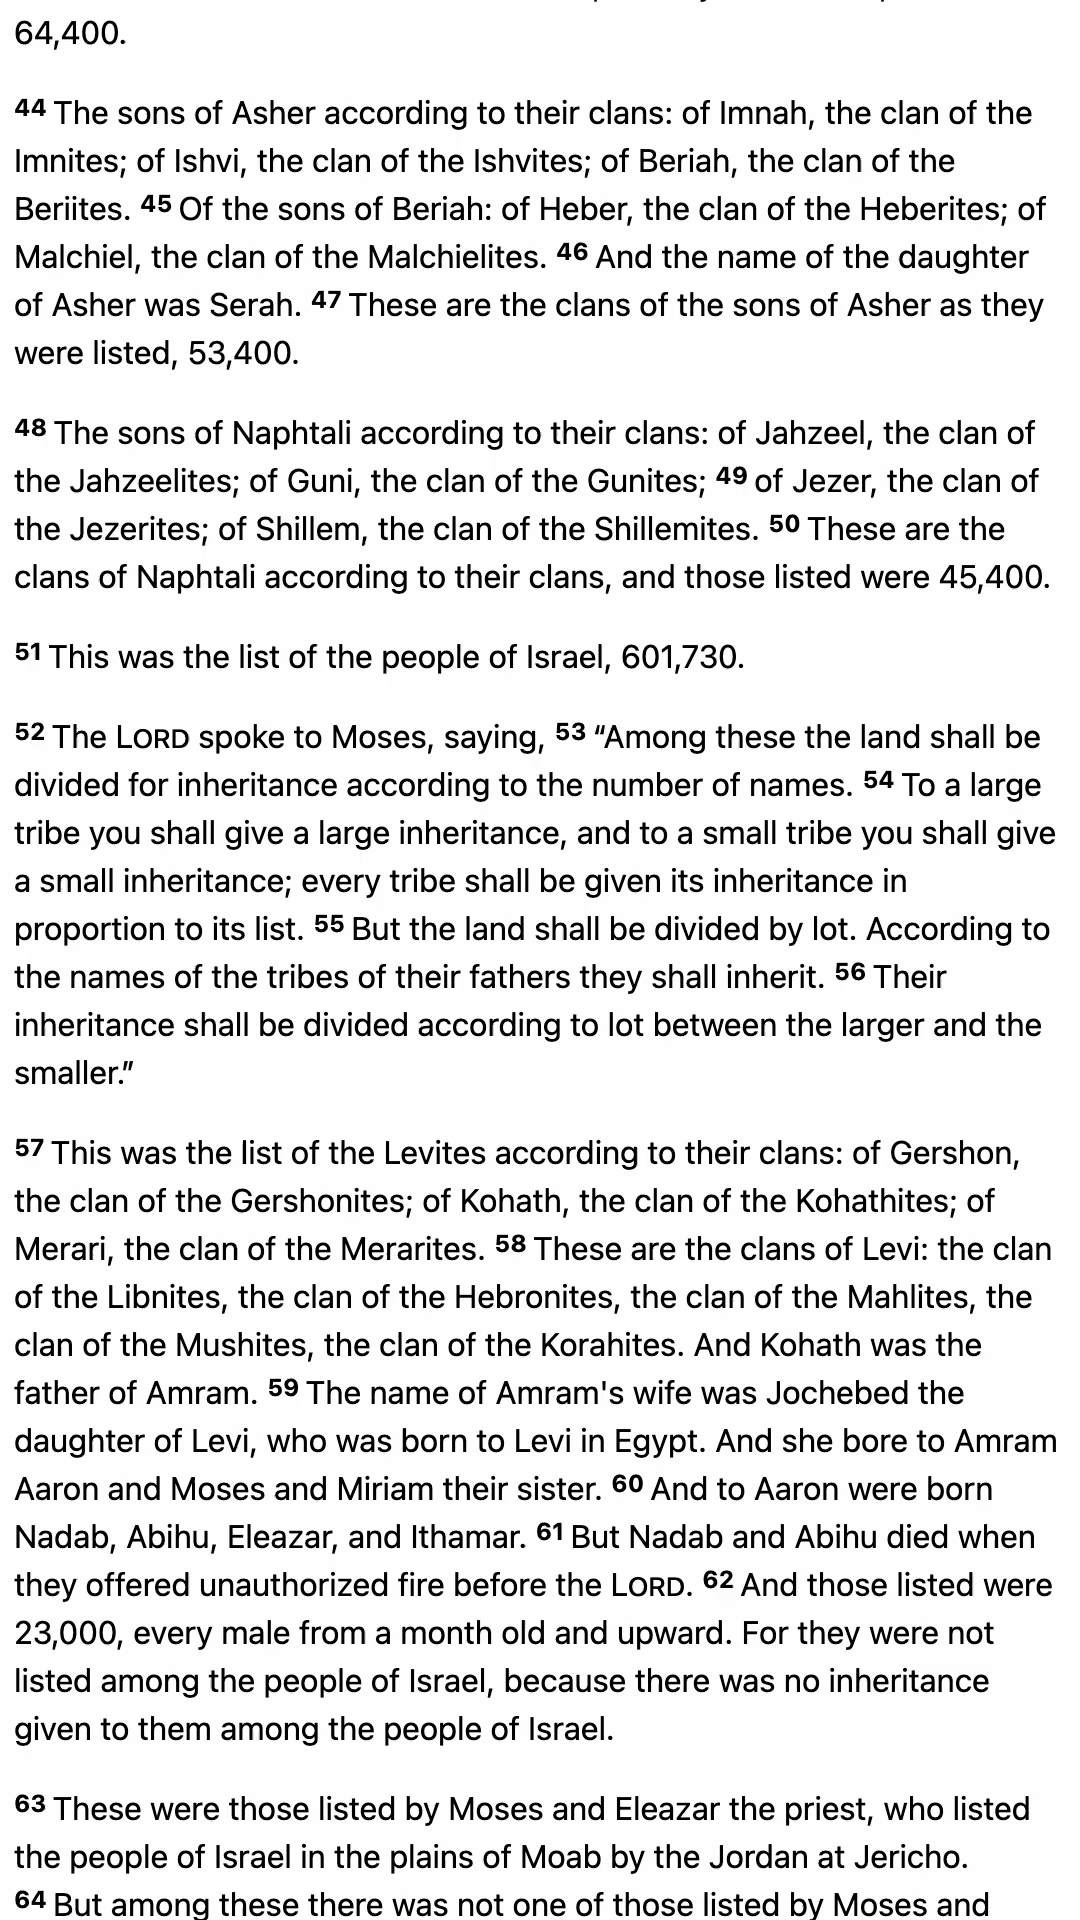 64,400.
44 The sons of Asher according to their clans: of Imnah, the clan of the
Imnites; of Ishvi, the clan of the Ishvites; of Beriah, the clan of the
Beriites. 45 Of the sons of Beriah: of Heber, the clan of the Heberites; of
Malchiel, the clan of the Malchielites. 46 And the name of the daughter
of Asher was Serah. 47 These are the clans of the sons of Asher as they
were listed, 53,400.
48 The sons of Naphtali according to their clans: of Jahzeel, the clan of
the Jahzeelites; of Guni, the clan of the Gunites; 49 of Jezer, the clan of
the Jezerites; of Shillem, the clan of the Shillemites. 50 These are the
clans of Naphtali according to their clans, and those listed were 45,400.
51 This was the list of the people of Israel, 601,730.
52 The LORD spoke to Moses, saying, 53 “Among these the land shall be
divided for inheritance according to the number of names. 54 To a large
tribe you shall give a large inheritance, and to a small tribe you shall give
a small inheritance; every tribe shall be given its inheritance in
proportion to its list. 55 But the land shall be divided by lot. According to
the names of the tribes of their fathers they shall inherit. 56 Their
inheritance shall be divided according to lot between the larger and the
smaller.”
57 This was the list of the Levites according to their clans: of Gershon,
the clan of the Gershonites; of Kohath, the clan of the Kohathites; of
Merari, the clan of the Merarites. 58 These are the clans of Levi: the clan
of the Libnites, the clan of the Hebronites, the clan of the Mahlites, the
clan of the Mushites, the clan of the Korahites. And Kohath was the
father of Amram. 59 The name of Amram's wife was Jochebed the
daughter of Levi, who was born to Levi in Egypt. And she bore to Amram
Aaron and Moses and Miriam their sister. 60 And to Aaron were born
Nadab, Abihu, Eleazar, and Ithamar. 61 But Nadab and Abihu died when
they offered unauthorized fire before the LORD. 62 And those listed were
23,000, every male from a month old and upward. For they were not
listed among the people of Israel, because there was no inheritance
given to them among the people of Israel.
63 These were those listed by Moses and Eleazar the priest, who listed
the people of Israel in the plains of Moab by the Jordan at Jericho.
64 But among these there was not one of those listed by Moses and